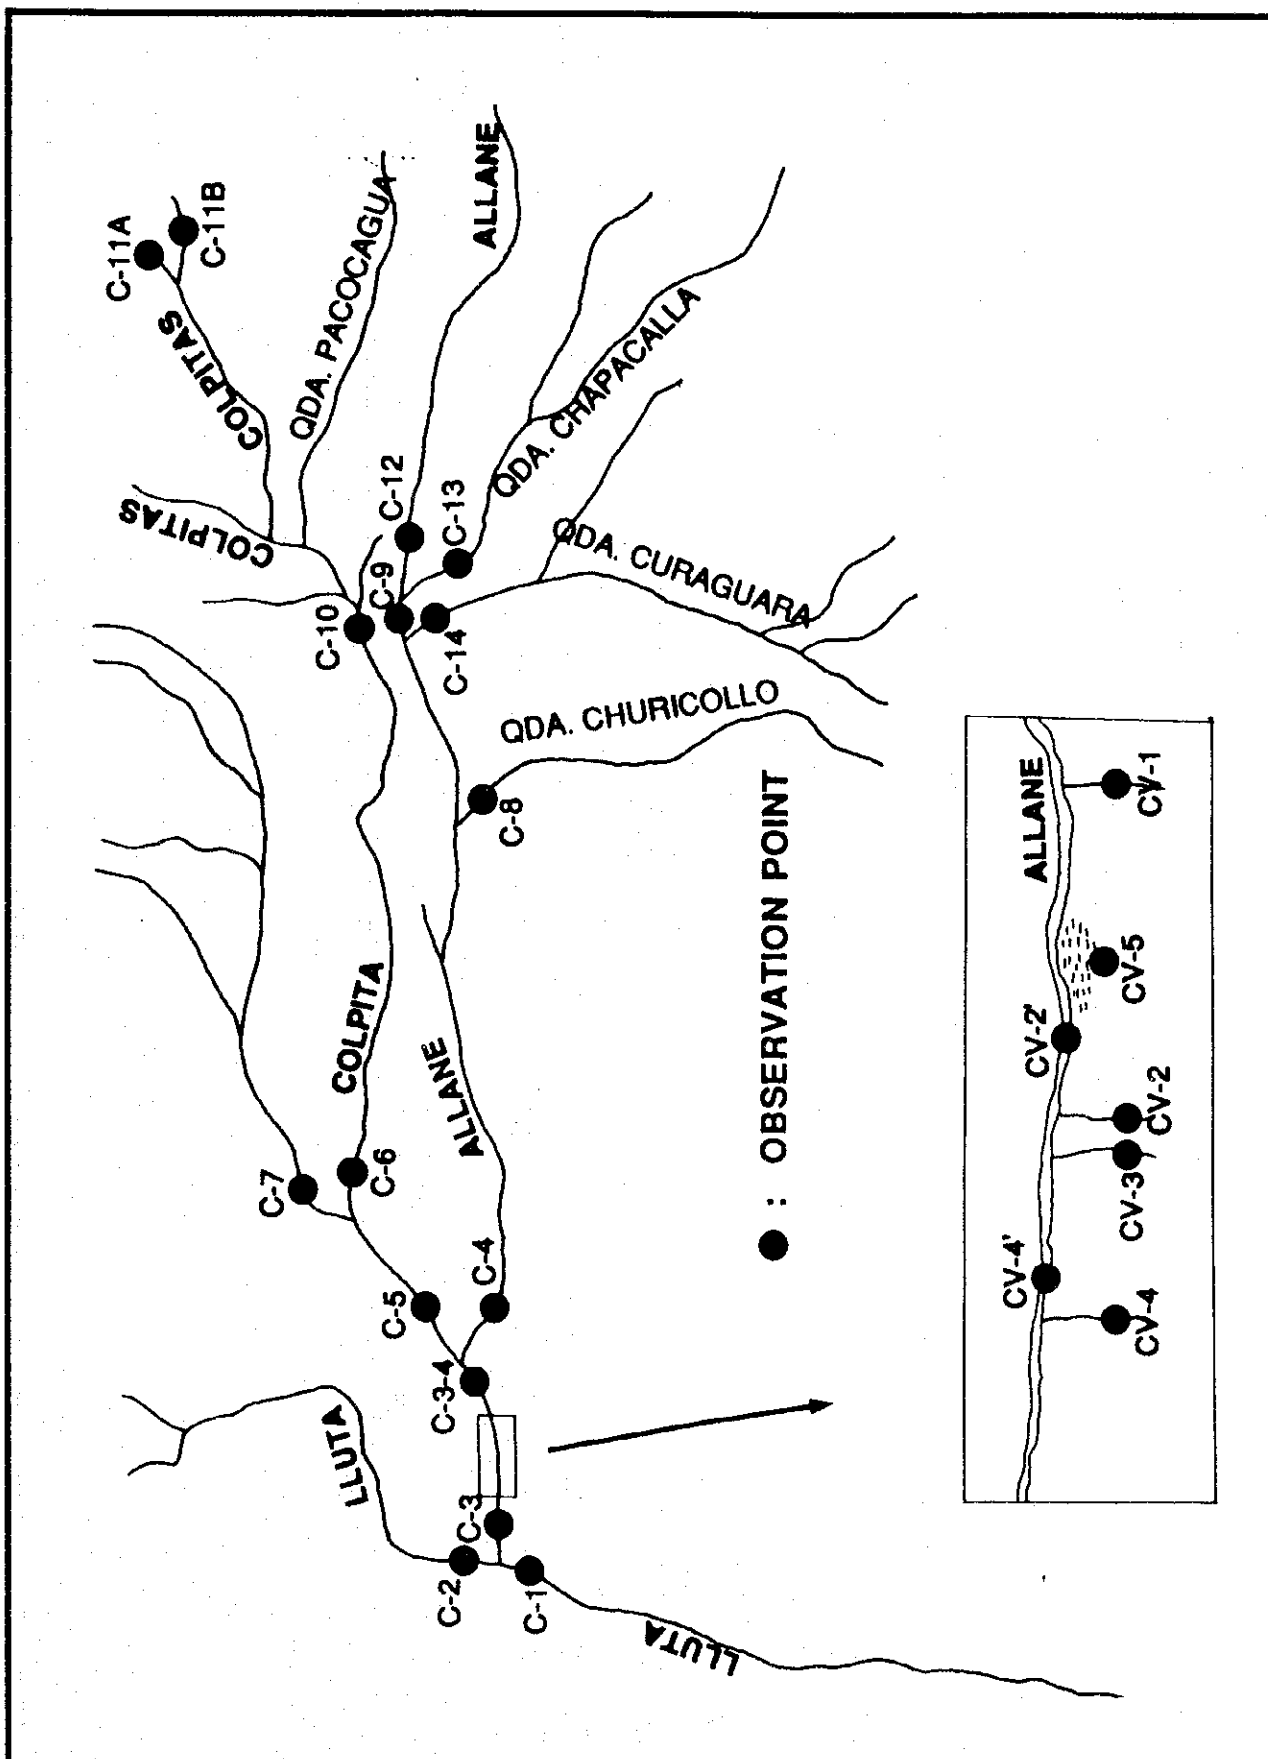 C-11A
C-11B
COLPITAS
COLPITAS
QDA. PACOCAGUA
ALLANE
C-12
C-13
C-9
C-10
C-14
QDA. CHAPACALLA
QDA. CURAGUARA
QDA. CHURICOLLO
C-8
COLPITA
ALLANE
C-7
C-6
C-5
C-4
C-3-4
C-3
C-2
C-1
LLUTA
LLUTA
: OBSERVATION POINT
ALLANE
CV-1
CV-5
CV-2'
CV-2
CV-3
CV-4'
CV-4